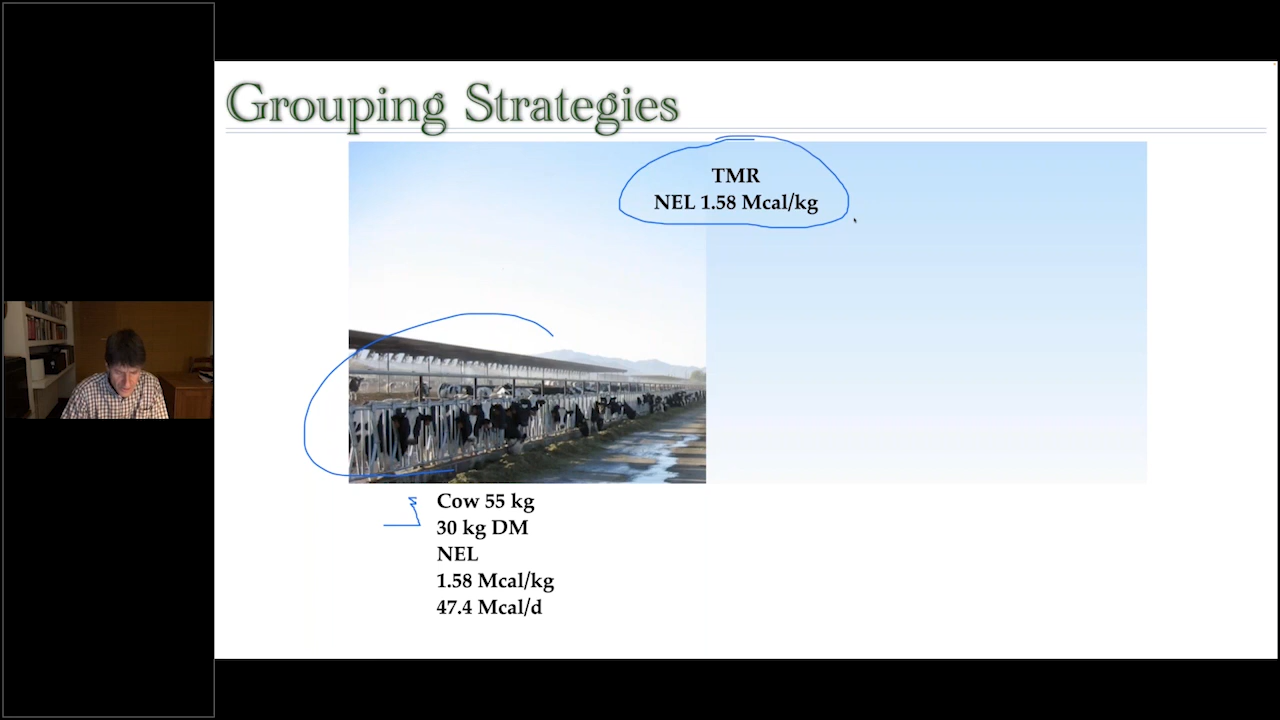 Grouping Strategies
TMR
NEL 1.58 Mcal/kg
Cow 55 kg
30 kg DM
NEL
1.58 Mcal/kg
47.4 Mcal/d